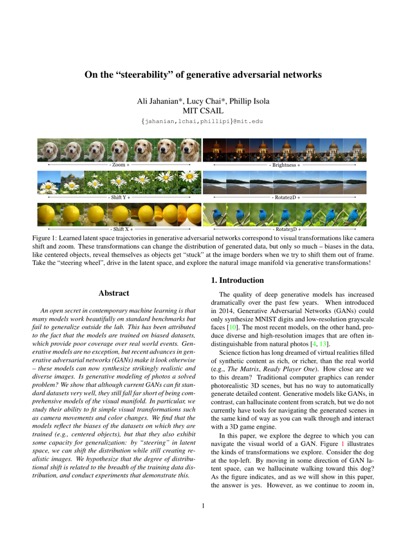 On the “steerability” of generative adversarial networks
Ali Jahanian*, Lucy Chai*, Phillip Isola
MIT CSAIL
{jahanian,lrchai,phillipi}@mit.edu
- Zoom +
- Brightness +
- Shift Y +
- Rotate2D +
- Shift X +
- Rotate3D +
Figure 1: Learned latent space trajectories in generative adversarial networks correspond to visual transformations like camera
shift and zoom. These transformations can change the distribution of generated data, but only so much – biases in the data,
like centered objects, reveal themselves as objects get “stuck” at the image borders when we try to shift them out of frame.
Take the “steering wheel”, drive in the latent space, and explore the natural image manifold via generative transformations!
Abstract
An open secret in contemporary machine learning is that
many models work beautifully on standard benchmarks but
fail to generalize outside the lab. This has been attributed
to the fact that the models are trained on biased datasets,
which provide poor coverage over real world events. Gen-
erative models are no exception, but recent advances in gen-
erative adversarial networks (GANs) make it look otherwise
– these models can now synthesize strikingly realistic and
diverse images. Is generative modeling of photos a solved
problem? We show that although current GANs can fit stan-
dard datasets very well, they still fall far short of being com-
prehensive models of the visual manifold. In particular, we
study their ability to fit simple visual transformations such
as camera movements and color changes. We find that the
models reflect the biases of the datasets on which they are
trained (e.g., centered objects), but that they also exhibit
some capacity for generalization: by “steering” in latent
space, we can shift the distribution while still creating re-
alistic images. We hypothesize that the degree of distribu-
tional shift is related to the breadth of the training data dis-
tribution, and conduct experiments that demonstrate this.
1. Introduction
The quality of deep generative models has increased
dramatically over the past few years. When introduced
in 2014, Generative Adversarial Networks (GANs) could
only synthesize MNIST digits and low-resolution grayscale
faces [10]. The most recent models, on the other hand, pro-
duce diverse and high-resolution images that are often in-
distinguishable from natural photos [4, 13].
Science fiction has long dreamed of virtual realities filled
of synthetic content as rich, or richer, than the real world
(e.g., The Matrix, Ready Player One). How close are we
to this dream? Traditional computer graphics can render
photorealistic 3D scenes, but has no way to automatically
generate detailed content. Generative models like GANs, in
contrast, can hallucinate content from scratch, but we do not
currently have tools for navigating the generated scenes in
the same kind of way as you can walk through and interact
with a 3D game engine.
In this paper, we explore the degree to which you can
navigate the visual world of a GAN. Figure 1 illustrates
the kinds of transformations we explore. Consider the dog
at the top-left. By moving in some direction of GAN la-
tent space, can we hallucinate walking toward this dog?
As the figure indicates, and as we will show in this paper,
the answer is yes. However, as we continue to zoom in,
1